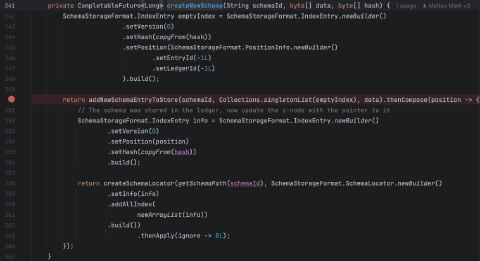 341 private CompletableFuture<Long> createNewSchema(String schemaId, byte[] data, byte[] hash) { 1 usage Matteo Merli +2
342 SchemaStorageFormat.IndexEntry emptyIndex = SchemaStorageFormat.IndexEntry.newBuilder()
343 .setVersion(0)
344 .setHash(copyFrom(hash))
345 .setPosition(SchemaStorageFormat.PositionInfo.newBuilder()
346 .setEntryId(-1L)
347 .setLedgerId(-1L)
348 ).build();
349
return addNewSchemaEntryToStore(schemaId, Collections.singletonList(emptyIndex), data).thenCompose(position -> {
351 // The schema was stored in the ledger, now update the z-node with the pointer to it
352 SchemaStorageFormat.IndexEntry info = SchemaStorageFormat.IndexEntry.newBuilder()
353 .setVersion(0)
354 .setPosition(position)
355 .setHash(copyFrom(hash))
356 .build();
357
358 return createSchemaLocator(getSchemaPath(schemaId), SchemaStorageFormat.SchemaLocator.newBuilder()
359 .setInfo(info)
360 .addAllIndex(
361 newArrayList(info))
362 .build())
363 .thenApply(ignore -> 0L);
364 });
365 }